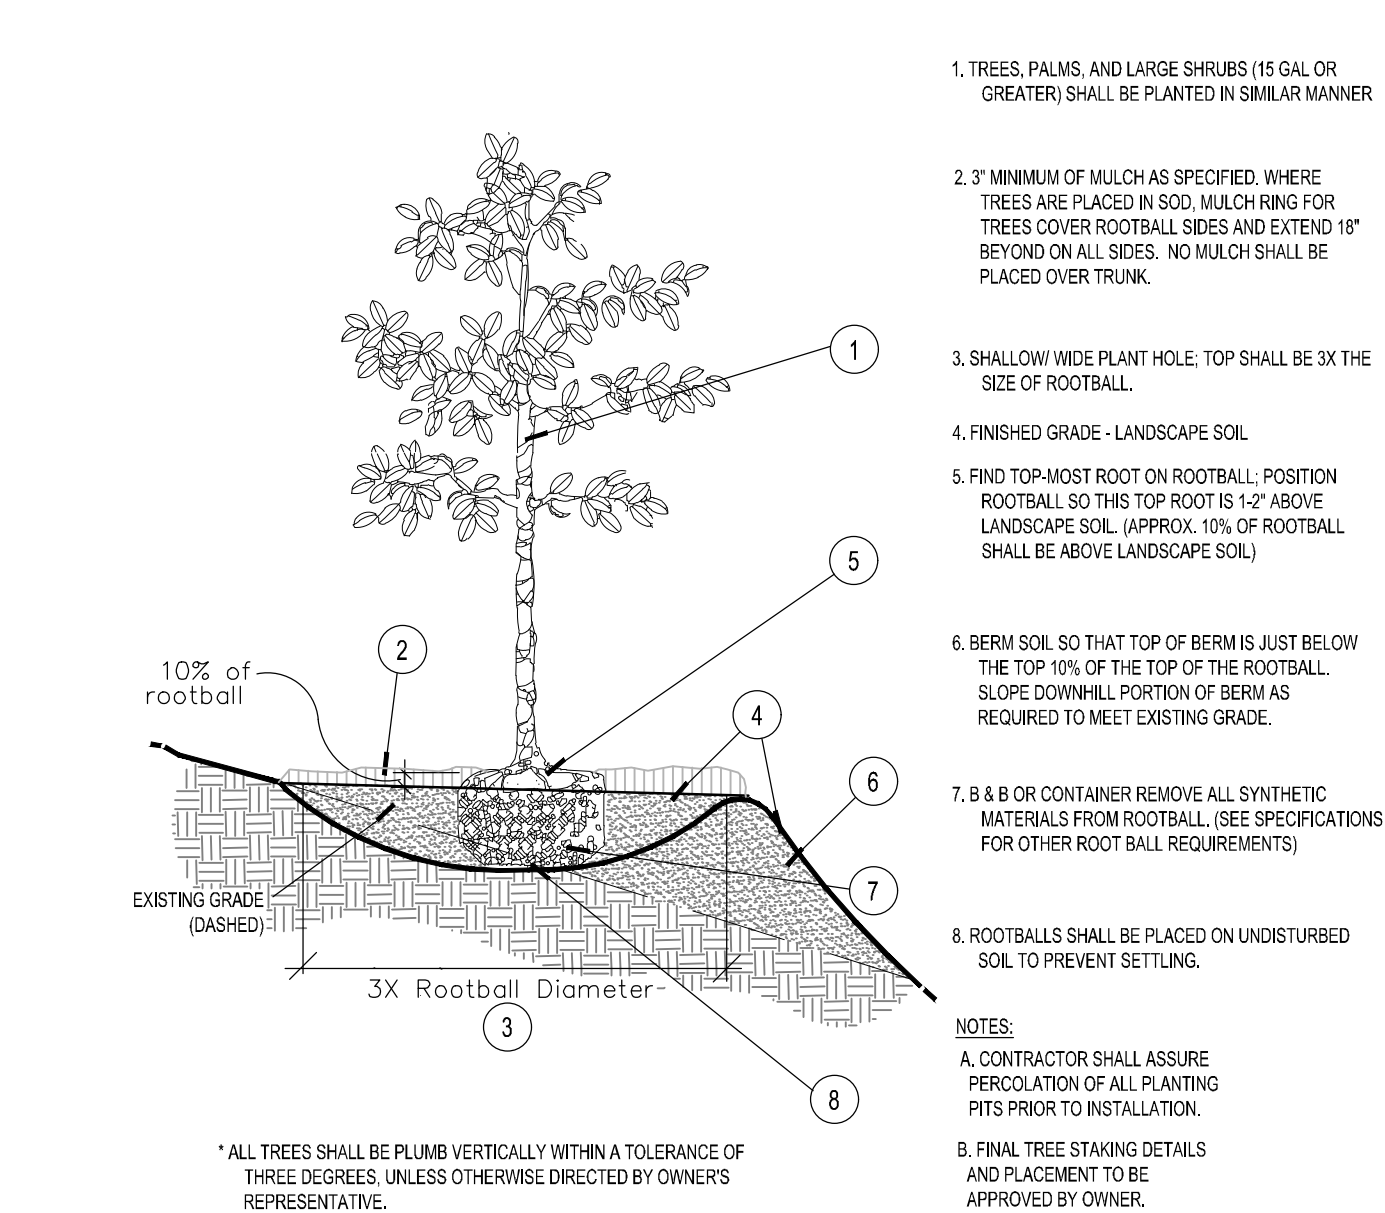 1. TREES, PALMS, AND LARGE SHRUBS (15 GAL OR
GREATER) SHALL BE PLANTED IN SIMILAR MANNER
2. 3" MINIMUM OF MULCH AS SPECIFIED. WHERE
TREES ARE PLACED IN SOD, MULCH RING FOR
TREES COVER ROOTBALL SIDES AND EXTEND 18"
BEYOND ON ALL SIDES. NO MULCH SHALL BE
PLACED OVER TRUNK.
3. SHALLOW/ WIDE PLANT HOLE; TOP SHALL BE 3X THE
SIZE OF ROOTBALL.
4. FINISHED GRADE - LANDSCAPE SOIL
5. FIND TOP-MOST ROOT ON ROOTBALL; POSITION
ROOTBALL SO THIS TOP ROOT IS 1-2" ABOVE
LANDSCAPE SOIL. (APPROX. 10% OF ROOTBALL
SHALL BE ABOVE LANDSCAPE SOIL)
6. BERM SOIL SO THAT TOP OF BERM IS JUST BELOW
THE TOP 10% OF THE TOP OF THE ROOTBALL.
SLOPE DOWNHILL PORTION OF BERM AS
REQUIRED TO MEET EXISTING GRADE.
7. B & B OR CONTAINER REMOVE ALL SYNTHETIC
MATERIALS FROM ROOTBALL. (SEE SPECIFICATIONS
FOR OTHER ROOT BALL REQUIREMENTS)
8. ROOTBALLS SHALL BE PLACED ON UNDISTURBED
SOIL TO PREVENT SETTLING.
NOTES:
A. CONTRACTOR SHALL ASSURE
PERCOLATION OF ALL PLANTING
PITS PRIOR TO INSTALLATION.
B. FINAL TREE STAKING DETAILS
AND PLACEMENT TO BE
APPROVED BY OWNER.
1
5
2
10% of
rootball
4
6
EXISTING GRADE
(DASHED)
7
3X Rootball Diameter
3
8
* ALL TREES SHALL BE PLUMB VERTICALLY WITHIN A TOLERANCE OF
THREE DEGREES, UNLESS OTHERWISE DIRECTED BY OWNER'S
REPRESENTATIVE.